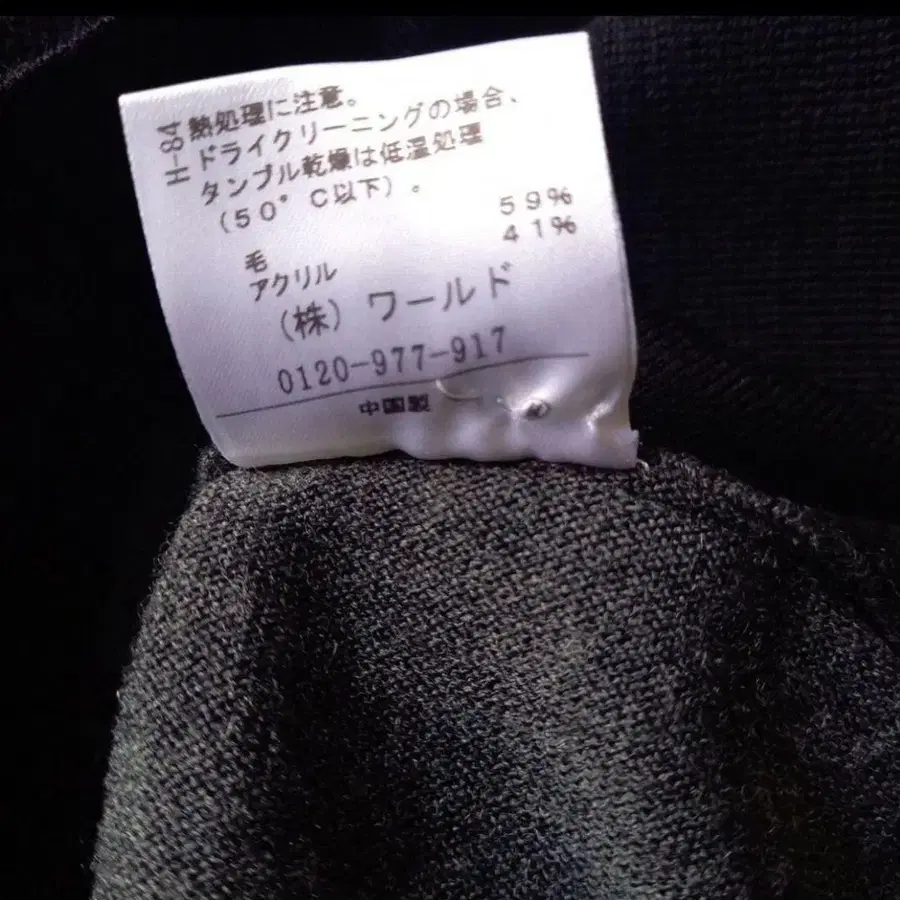 H-84
熱処理に注意。
ドライクリーニングの場合、
タンブル乾燥は低温処理
(50°C以下)。
毛 59%
アクリル 41%
(株) ワールド
0120-977-917
中国製